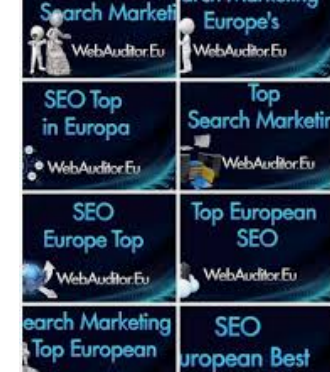 Search Marketi
WebAuditor.Eu
Europe's
WebAuditor.Eu
SEO Top
in Europa
WebAuditor.Eu
Top
Search Marketin
WebAuditor.Eu
SEO
Europe Top
WebAuditor.Eu
Top European
SEO
WebAuditor.Eu
earch Marketing
Top European
SEO
uropean Best